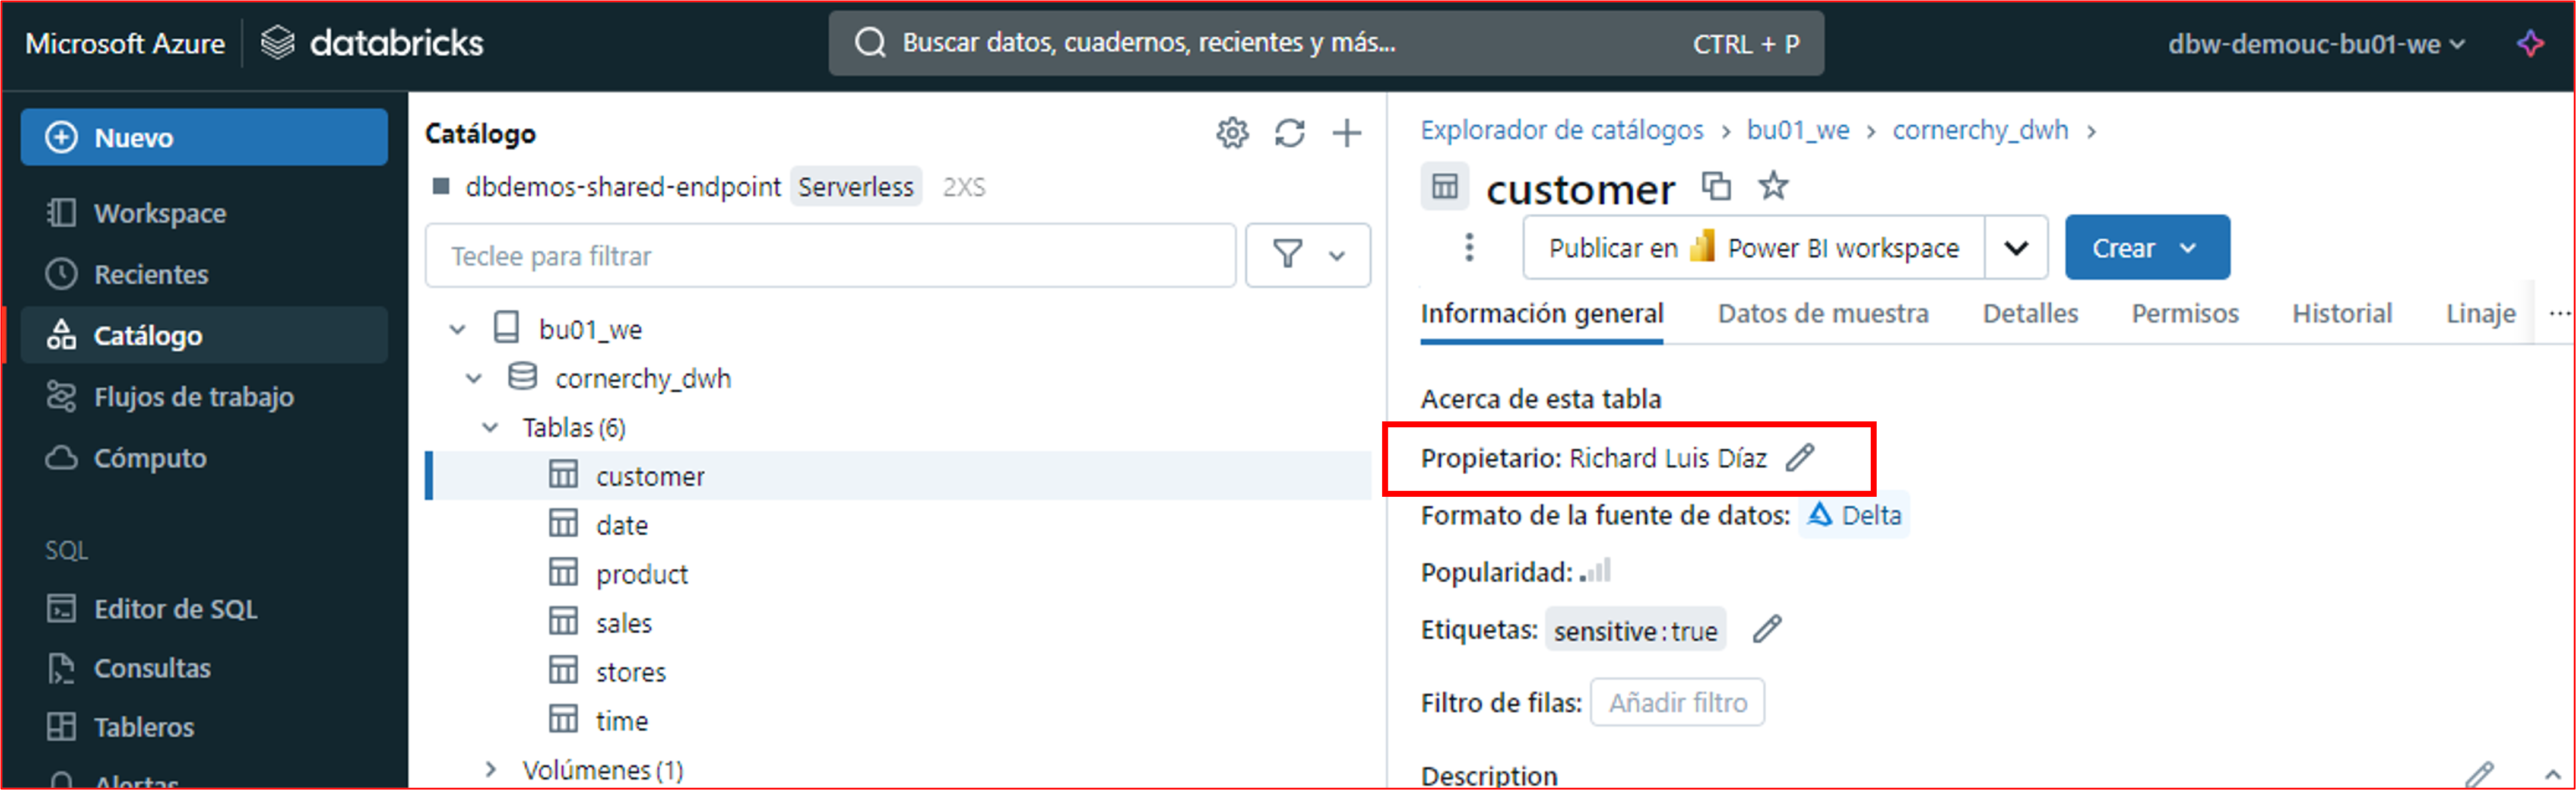 Microsoft Azure databricks
Buscar datos, cuadernos, recientes y más... CTRL + P
dbw-demouc-bu01-we
Nuevo
Workspace
Recientes
Catálogo
Flujos de trabajo
Cómputo
SQL
Editor de SQL
Consultas
Tableros
Alertas
Catálogo
dbdemos-shared-endpoint Serverless 2XS
Teclee para filtrar
bu01_we
cornerchy_dwh
Tablas (6)
customer
date
product
sales
stores
time
Volúmenes (1)
Explorador de catálogos > bu01_we > cornerchy_dwh >
customer
Publicar en Power BI workspace
Crear
Información general Datos de muestra Detalles Permisos Historial Linaje ...
Acerca de esta tabla
Propietario: Richard Luis Díaz
Formato de la fuente de datos: Delta
Popularidad:
Etiquetas: sensitive:true
Filtro de filas: Añadir filtro
Description